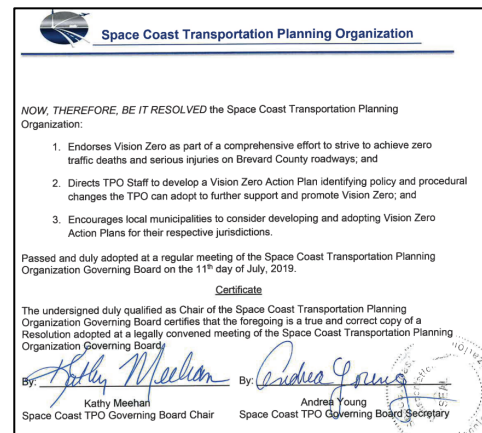 Space Coast Transportation Planning Organization
NOW, THEREFORE, BE IT RESOLVED the Space Coast Transportation Planning
Organization:
1. Endorses Vision Zero as part of a comprehensive effort to strive to achieve zero
traffic deaths and serious injuries on Brevard County roadways; and
2. Directs TPO Staff to develop a Vision Zero Action Plan identifying policy and procedural
changes the TPO can adopt to further support and promote Vision Zero; and
3. Encourages local municipalities to consider developing and adopting Vision Zero
Action Plans for their respective jurisdictions.
Passed and duly adopted at a regular meeting of the Space Coast Transportation Planning
Organization Governing Board on the 11th day of July, 2019.
Certificate
The undersigned duly qualified as Chair of the Space Coast Transportation Planning
Organization Governing Board certifies that the foregoing is a true and correct copy of a
Resolution adopted at a legally convened meeting of the Space Coast Transportation Planning
Organization Governing Board.
By: Kathy Meehan By: Andrea Young
Kathy Meehan Andrea Young
Space Coast TPO Governing Board Chair Space Coast TPO Governing Board Secretary